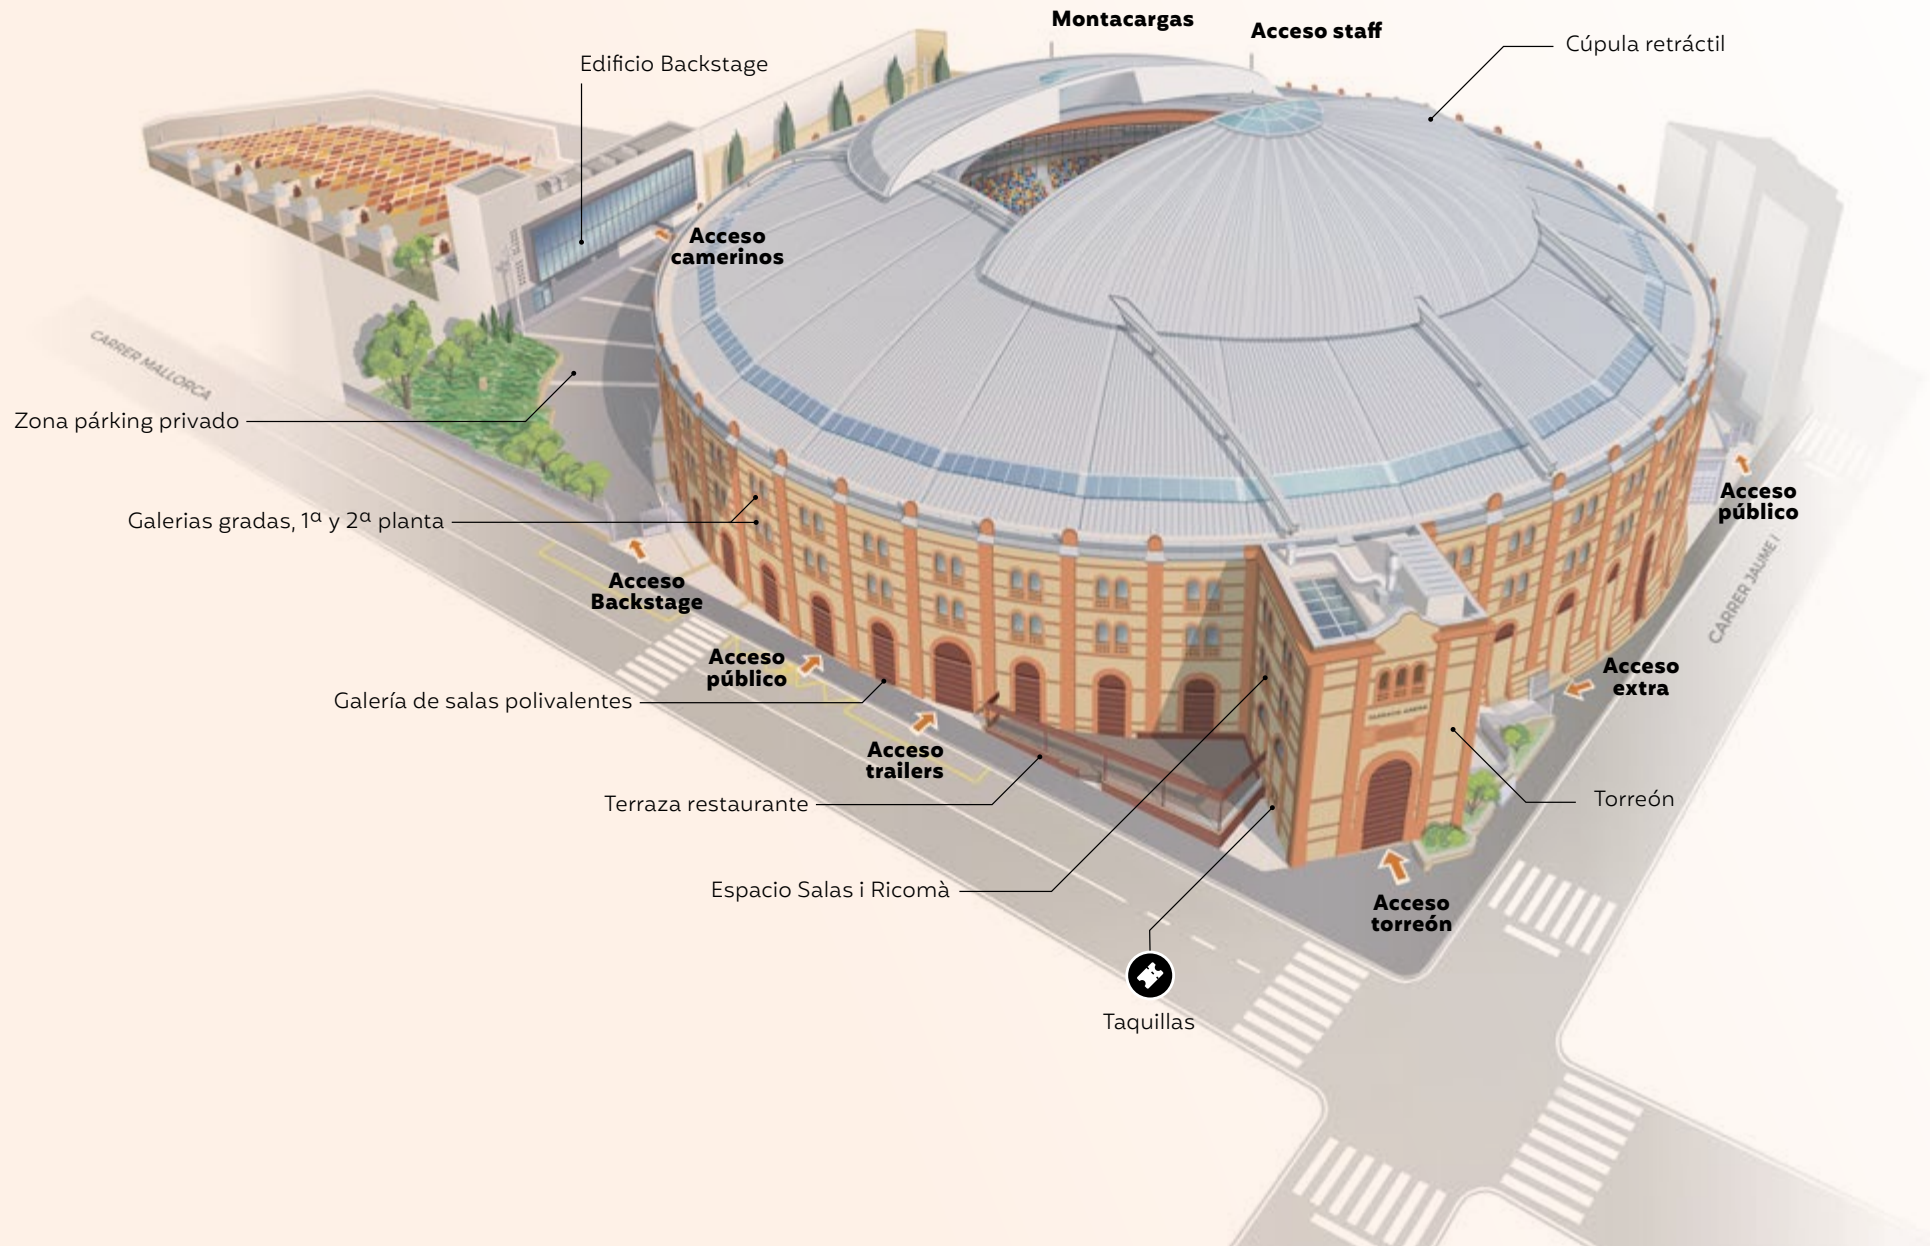 Montacargas
Acceso staff
Cúpula retráctil
Edificio Backstage
Acceso
camerinos
CARRER MALLORCA
Zona párking privado
Galerias gradas, 1ª y 2ª planta
Acceso
público
CARRER JAUME I
Acceso
Backstage
Acceso
público
Galería de salas polivalentes
Acceso
extra
TARRACO ARENA
Acceso
trailers
Terraza restaurante
Torreón
Espacio Salas i Ricomà
Acceso
torreón
Taquillas